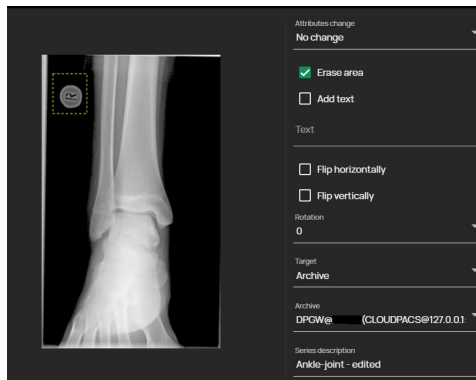 Attributes change
No change
Erase area
Add text
Text
Flip horizontally
Flip vertically
Rotation
0
Target
Archive
Archive
DPGW@ (CLOUDPACS@127.0.0.1:
Series description
Ankle-joint - edited